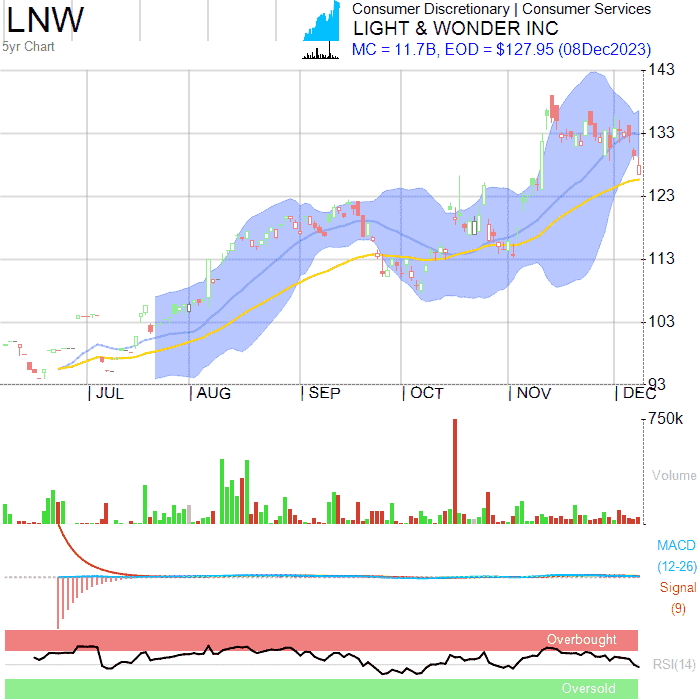 LNW
5yr Chart
Consumer Discretionary | Consumer Services
LIGHT & WONDER INC
MC = 11.7B, EOD = $127.95 (08Dec2023)
143
133
123
113
103
93
JUL AUG SEP OCT NOV DEC
750k
Volume
MACD
(12-26)
Signal
(9)
Overbought
RSI(14)
Oversold